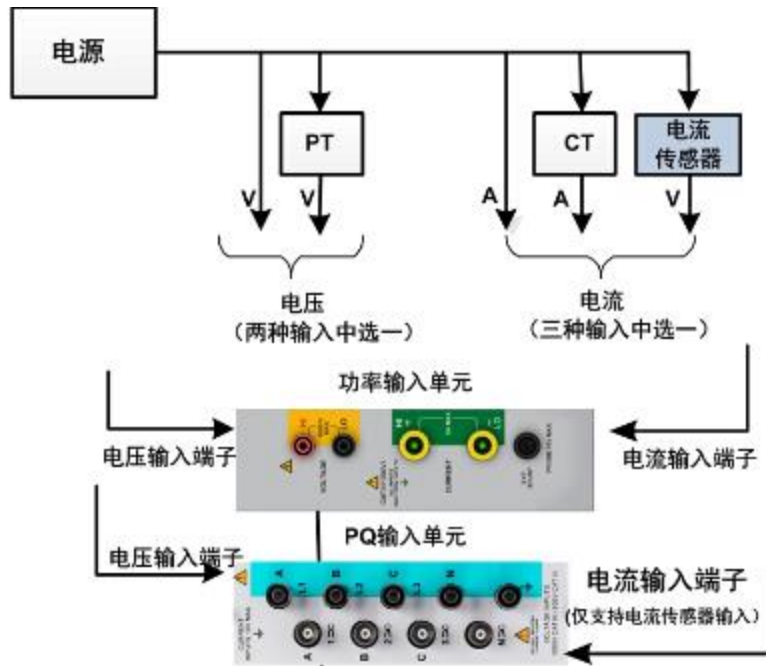 电源
PT
CT
电流
传感器
V
V
A
A
V
电压
（两种输入中选一）
电流
（三种输入中选一）
功率输入单元
电压输入端子
电流输入端子
VOLTAGE
CURRENT
PQ输入单元
电压输入端子
电流输入端子
（仅支持电流传感器输入）
A
B
C
N
A
B
C